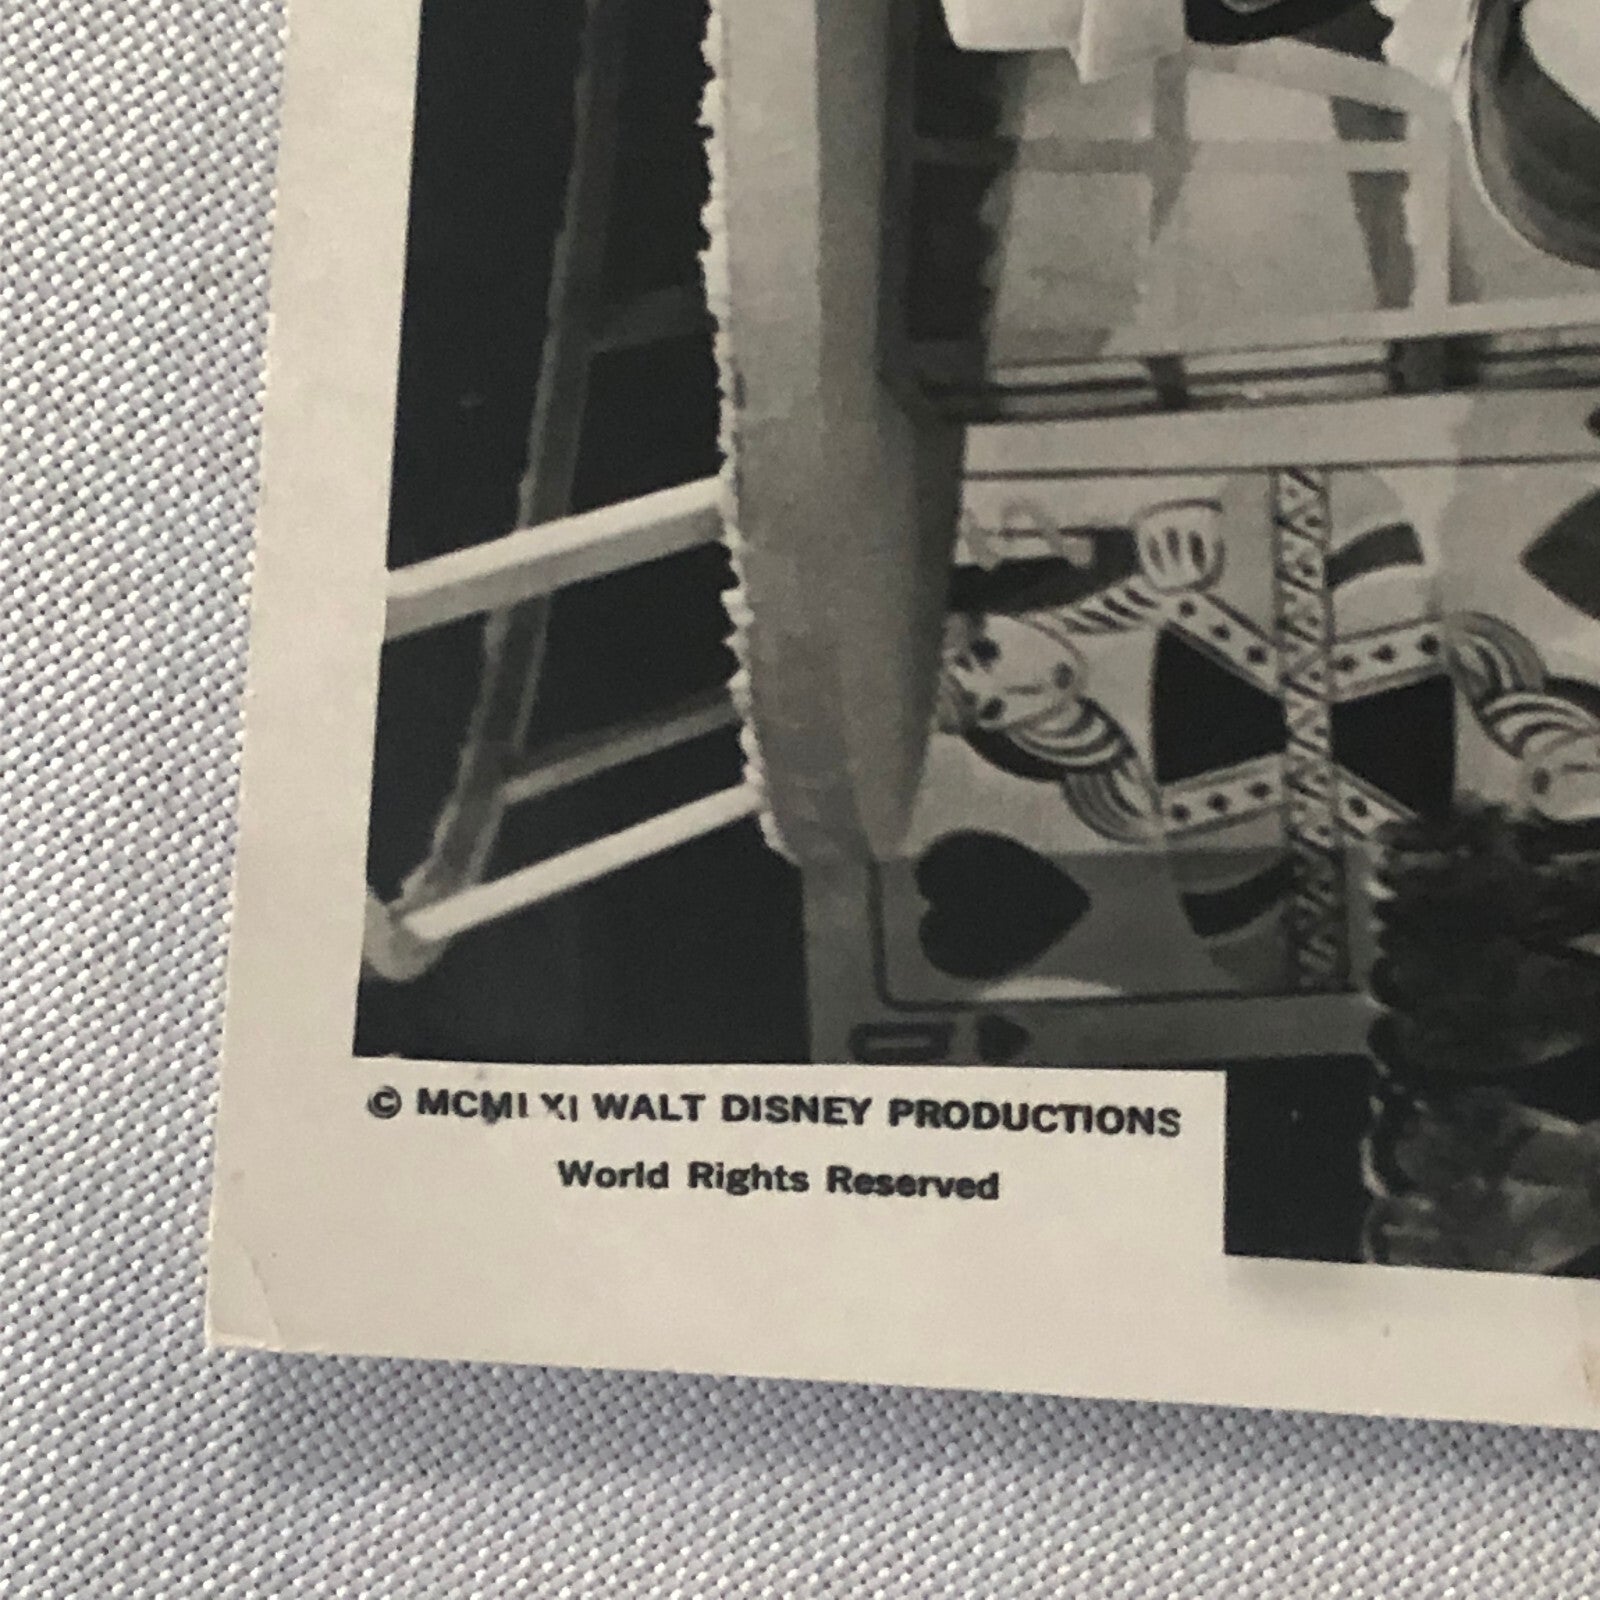 © MCMLXI WALT DISNEY PRODUCTIONS
World Rights Reserved